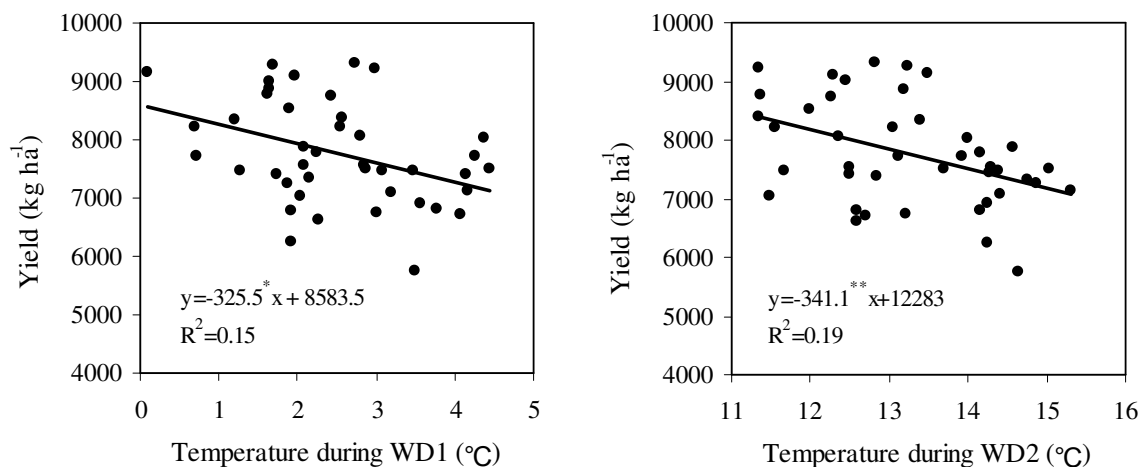 10000
9000
8000
7000
6000
5000
4000
Yield (kg ha⁻¹)
y=-325.5*x + 8583.5
R²=0.15
0 1 2 3 4 5
Temperature during WD1 (°C)
10000
9000
8000
7000
6000
5000
4000
Yield (kg ha⁻¹)
y=-341.1**x+12283
R²=0.19
11 12 13 14 15 16
Temperature during WD2 (°C)